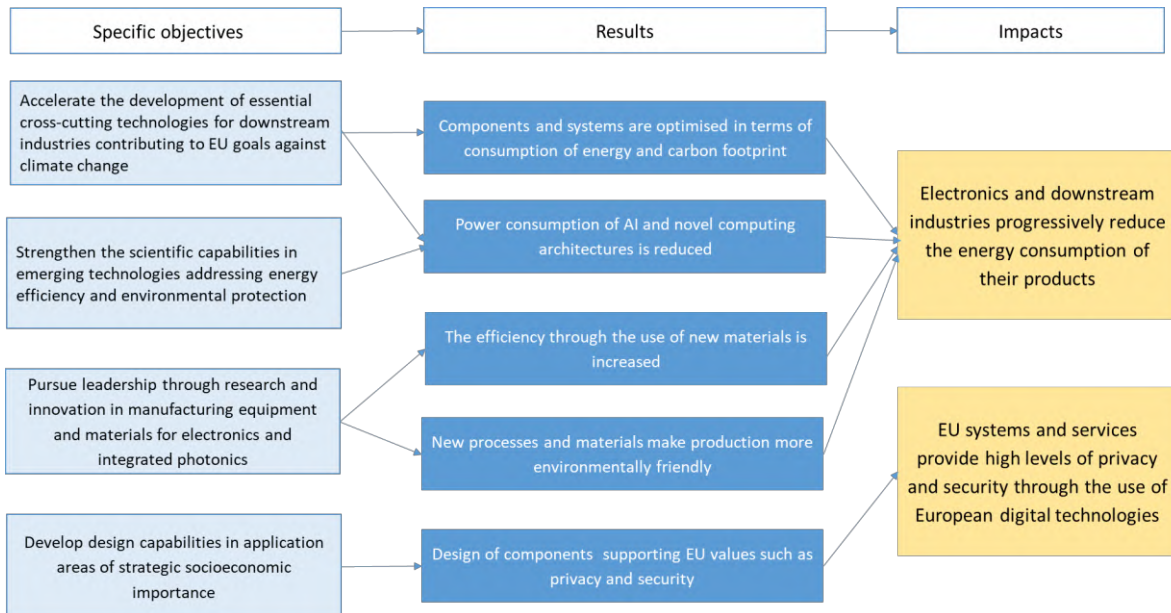 Specific objectives
Results
Impacts
Accelerate the development of essential
cross-cutting technologies for downstream
industries contributing to EU goals against
climate change
Strengthen the scientific capabilities in
emerging technologies addressing energy
efficiency and environmental protection
Pursue leadership through research and
innovation in manufacturing equipment
and materials for electronics and
integrated photonics
Develop design capabilities in application
areas of strategic socioeconomic
importance
Components and systems are optimised in terms of
consumption of energy and carbon footprint
Power consumption of AI and novel computing
architectures is reduced
The efficiency through the use of new materials is
increased
New processes and materials make production more
environmentally friendly
Design of components supporting EU values such as
privacy and security
Electronics and downstream
industries progressively reduce
the energy consumption of
their products
EU systems and services
provide high levels of privacy
and security through the use of
European digital technologies